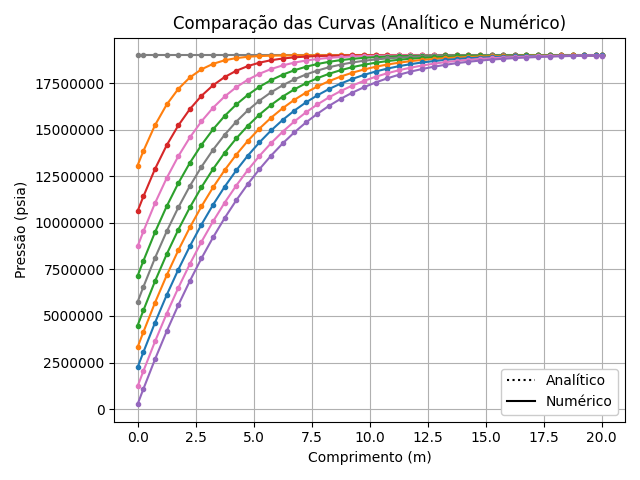 Comparação das Curvas (Analítico e Numérico)
Pressão (psia)
17500000
15000000
12500000
10000000
7500000
5000000
2500000
0
0.0 2.5 5.0 7.5 10.0 12.5 15.0 17.5 20.0
Comprimento (m)
Analítico
Numérico